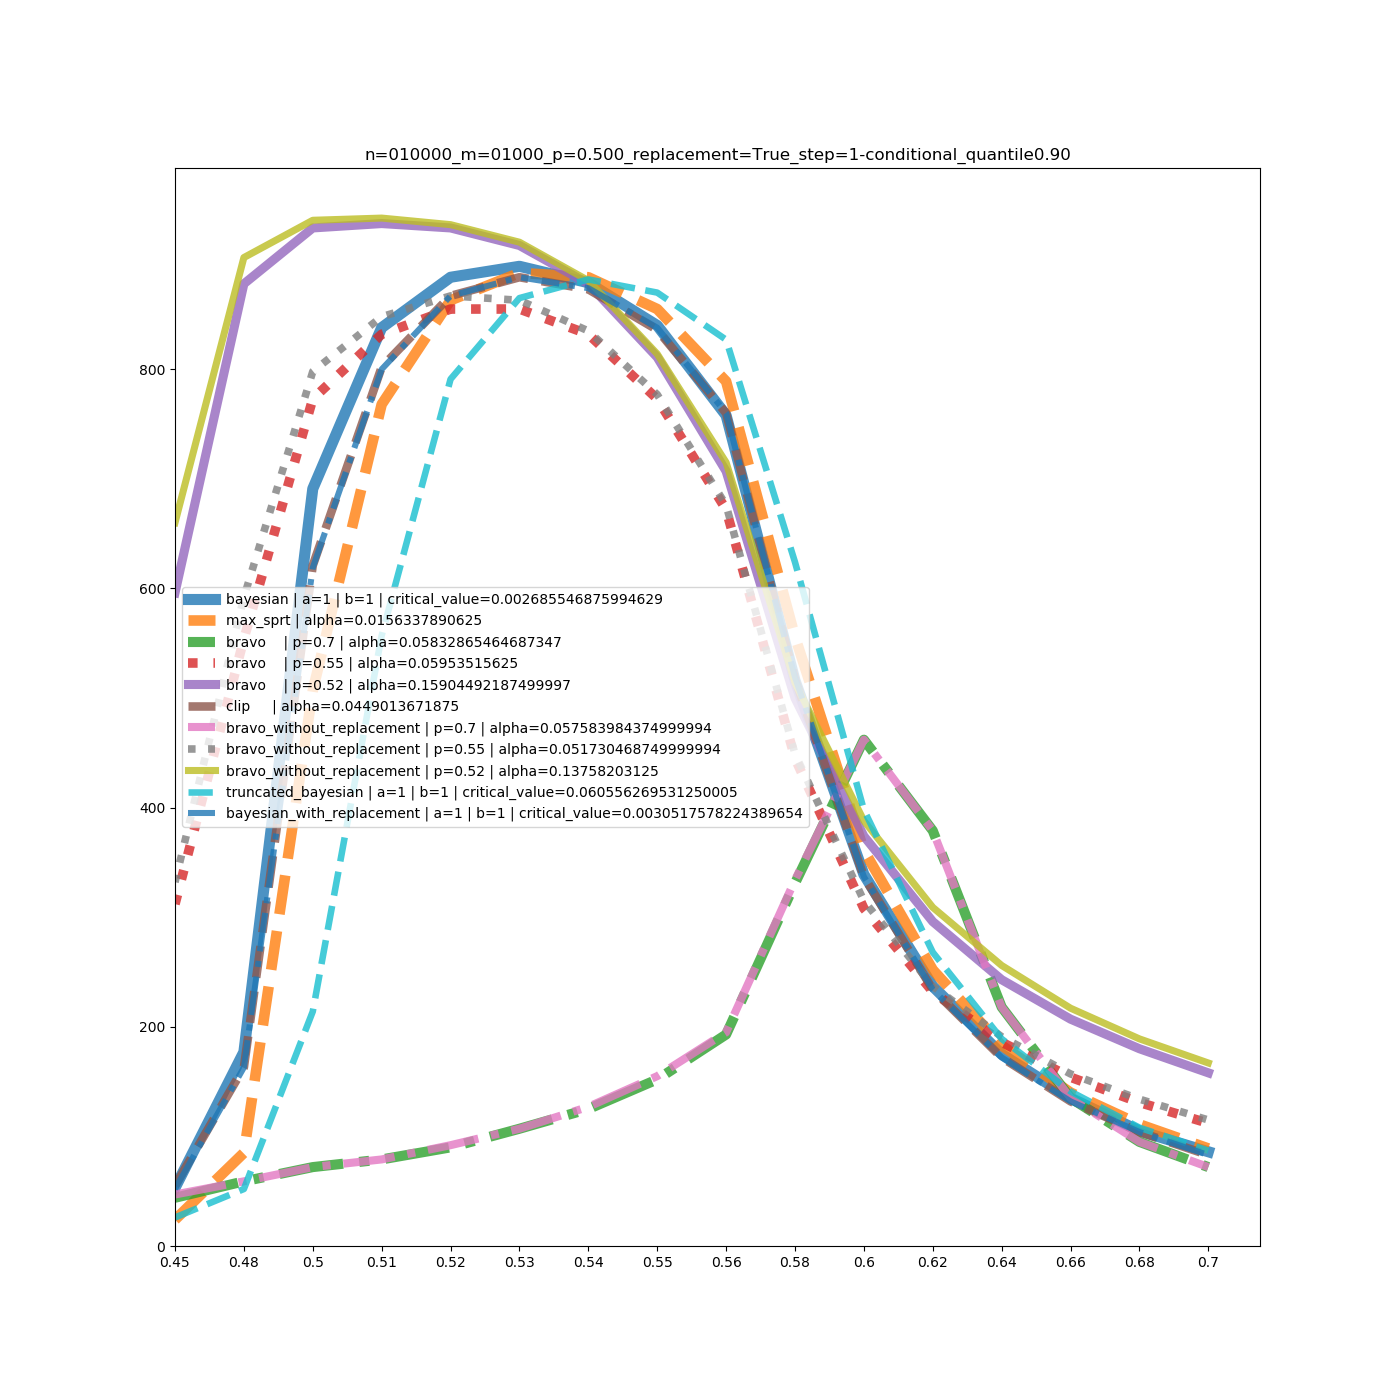 n=010000_m=01000_p=0.500_replacement=True_step=1-conditional_quantile0.90
800
600
400
200
0
bayesian | a=1 | b=1 | critical_value=0.002685546875994629
max_sprt | alpha=0.0156337890625
bravo | p=0.7 | alpha=0.05832865464687347
bravo | p=0.55 | alpha=0.05953515625
bravo | p=0.52 | alpha=0.15904492187499997
clip | alpha=0.0449013671875
bravo_without_replacement | p=0.7 | alpha=0.057583984374999994
bravo_without_replacement | p=0.55 | alpha=0.051730468749999994
bravo_without_replacement | p=0.52 | alpha=0.13758203125
truncated_bayesian | a=1 | b=1 | critical_value=0.060556269531250005
bayesian_with_replacement | a=1 | b=1 | critical_value=0.0030517578224389654
0.45 0.48 0.5 0.51 0.52 0.53 0.54 0.55 0.56 0.58 0.6 0.62 0.64 0.66 0.68 0.7